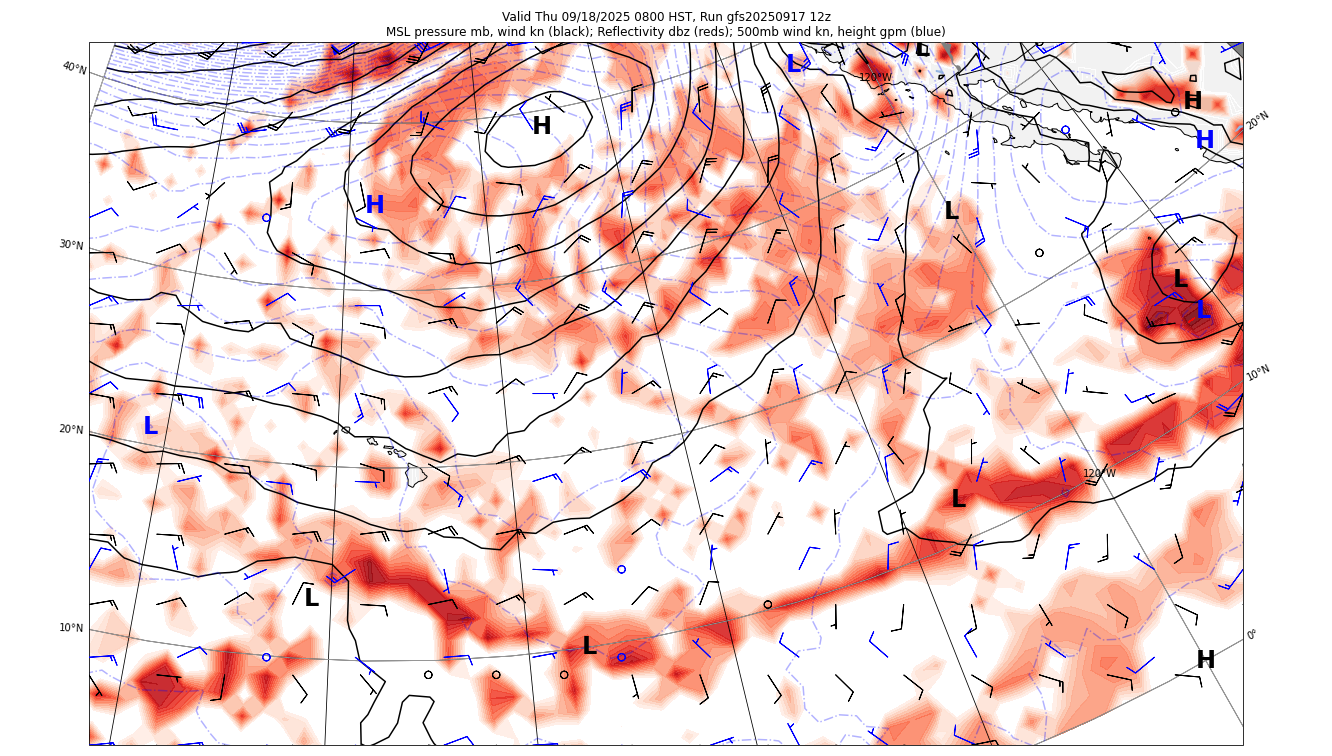 Valid Thu 09/18/2025 0800 HST, Run gfs20250917 12z
MSL pressure mb, wind kn (black); Reflectivity dbz (reds); 500mb wind kn, height gpm (blue)
L
L
40°N
120°W
H
H
20°N
H
H
L
30°N
L
L
10°N
L
20°N
120°W
L
L
10°N
L
0°
H